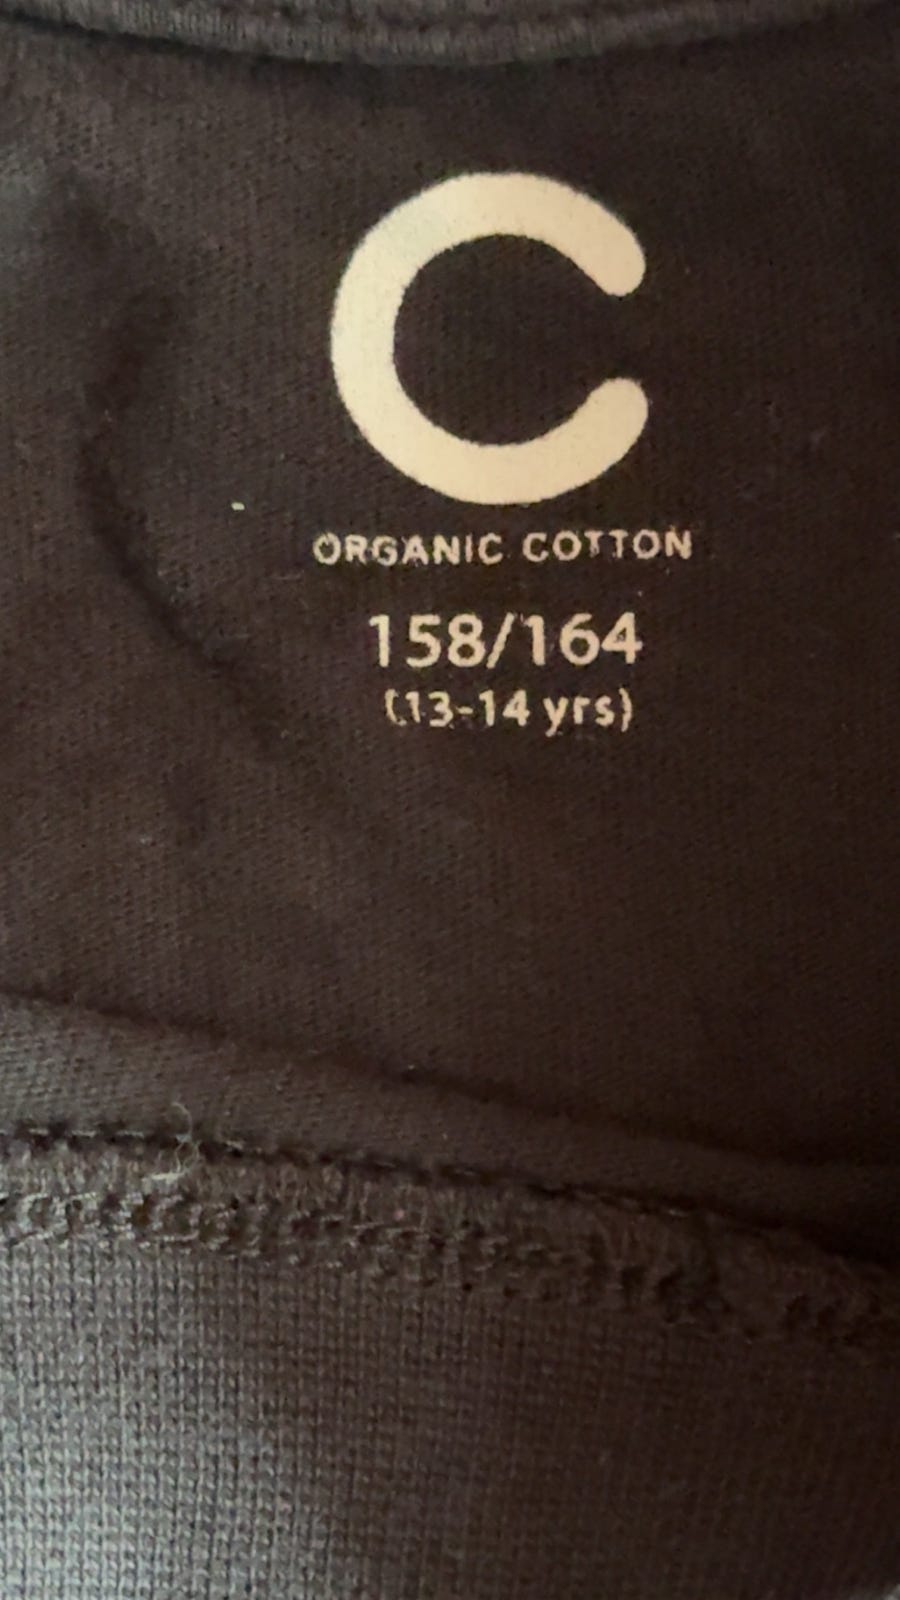 C
ORGANIC COTTON
158/164
(13-14 yrs)